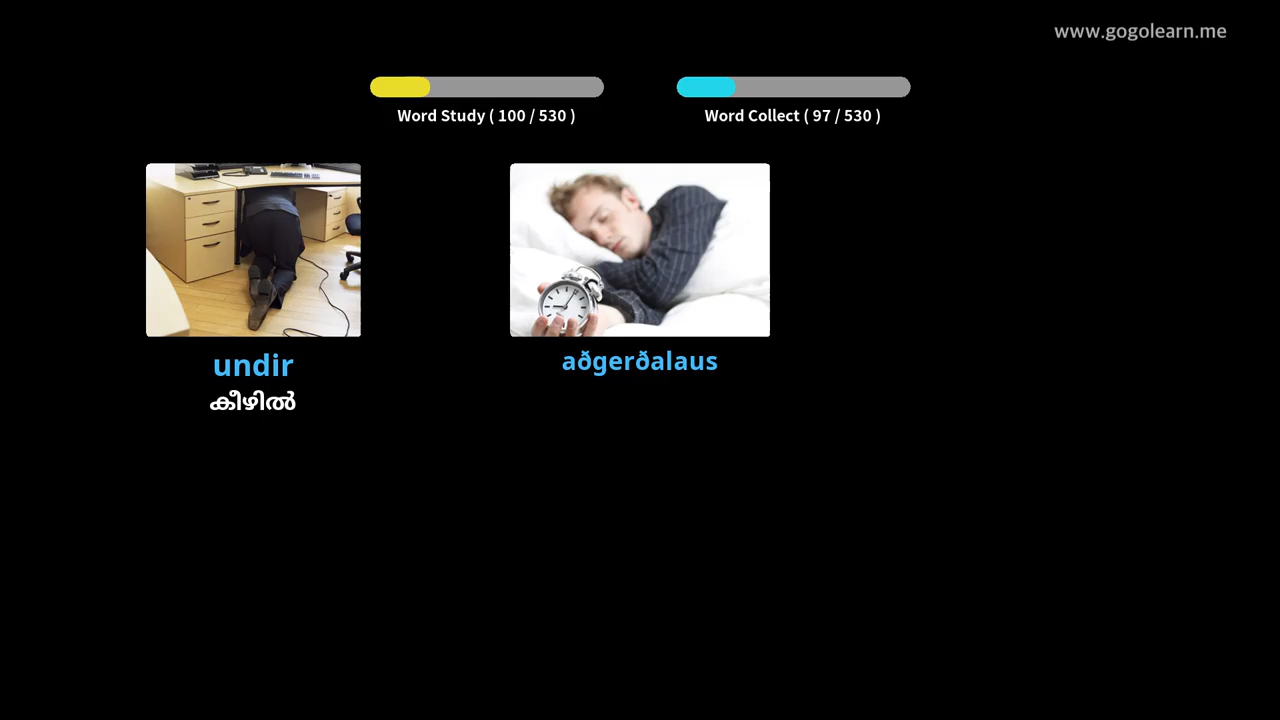 www.gogolearn.me
Word Study ( 100 / 530 )
Word Collect ( 97 / 530 )
undir
കീഴിൽ
aðgerðalaus